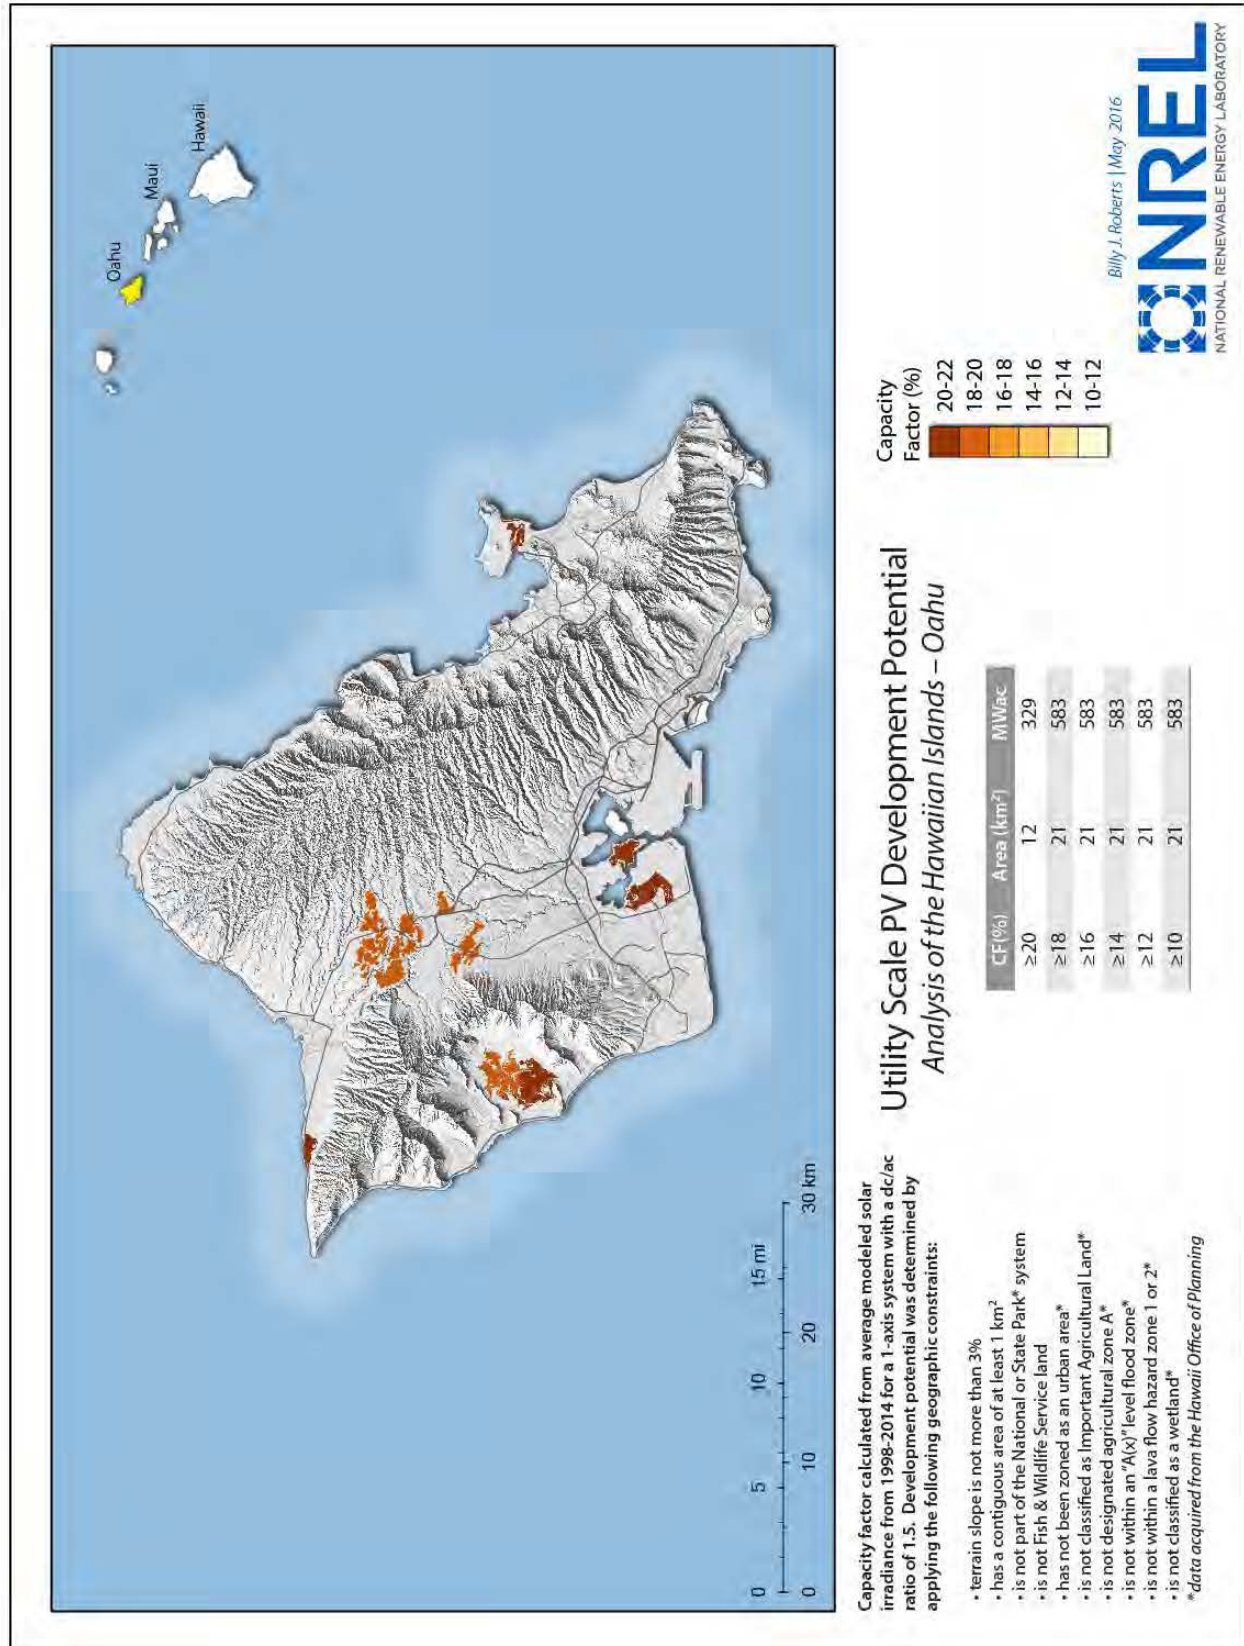 Oahu
Maui
Hawaii
0 5 10 15 mi
0 10 20 30 km
Capacity factor calculated from average modeled solar
irradiance from 1998-2014 for a 1-axis system with a dc/ac
ratio of 1.5. Development potential was determined by
applying the following geographic constraints:
• terrain slope is not more than 3%
• has a contiguous area of at least 1 km²
• is not part of the National or State Park* system
• is not Fish & Wildlife Service land
• has not been zoned as an urban area*
• is not classified as Important Agricultural Land*
• is not designated agricultural zone A*
• is not within an "A(x)" level flood zone*
• is not within a lava flow hazard zone 1 or 2*
• is not classified as a wetland*
*data acquired from the Hawaii Office of Planning
Utility Scale PV Development Potential
Analysis of the Hawaiian Islands – Oahu
CF(%) Area (km²) MWac
≥20 12 329
≥18 21 583
≥16 21 583
≥14 21 583
≥12 21 583
≥10 21 583
Capacity
Factor (%)
20-22
18-20
16-18
14-16
12-14
10-12
Billy J. Roberts | May 2016
NREL
NATIONAL RENEWABLE ENERGY LABORATORY